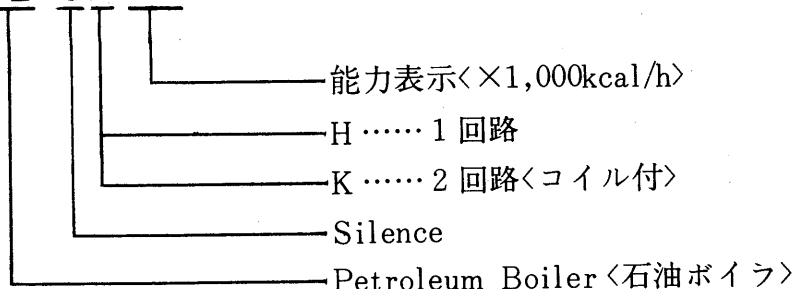 能力表示<×1,000kcal/h>
H ‥‥‥ 1 回路
K ‥‥‥ 2 回路<コイル付>
Silence
Petroleum Boiler<石油ボイラ>